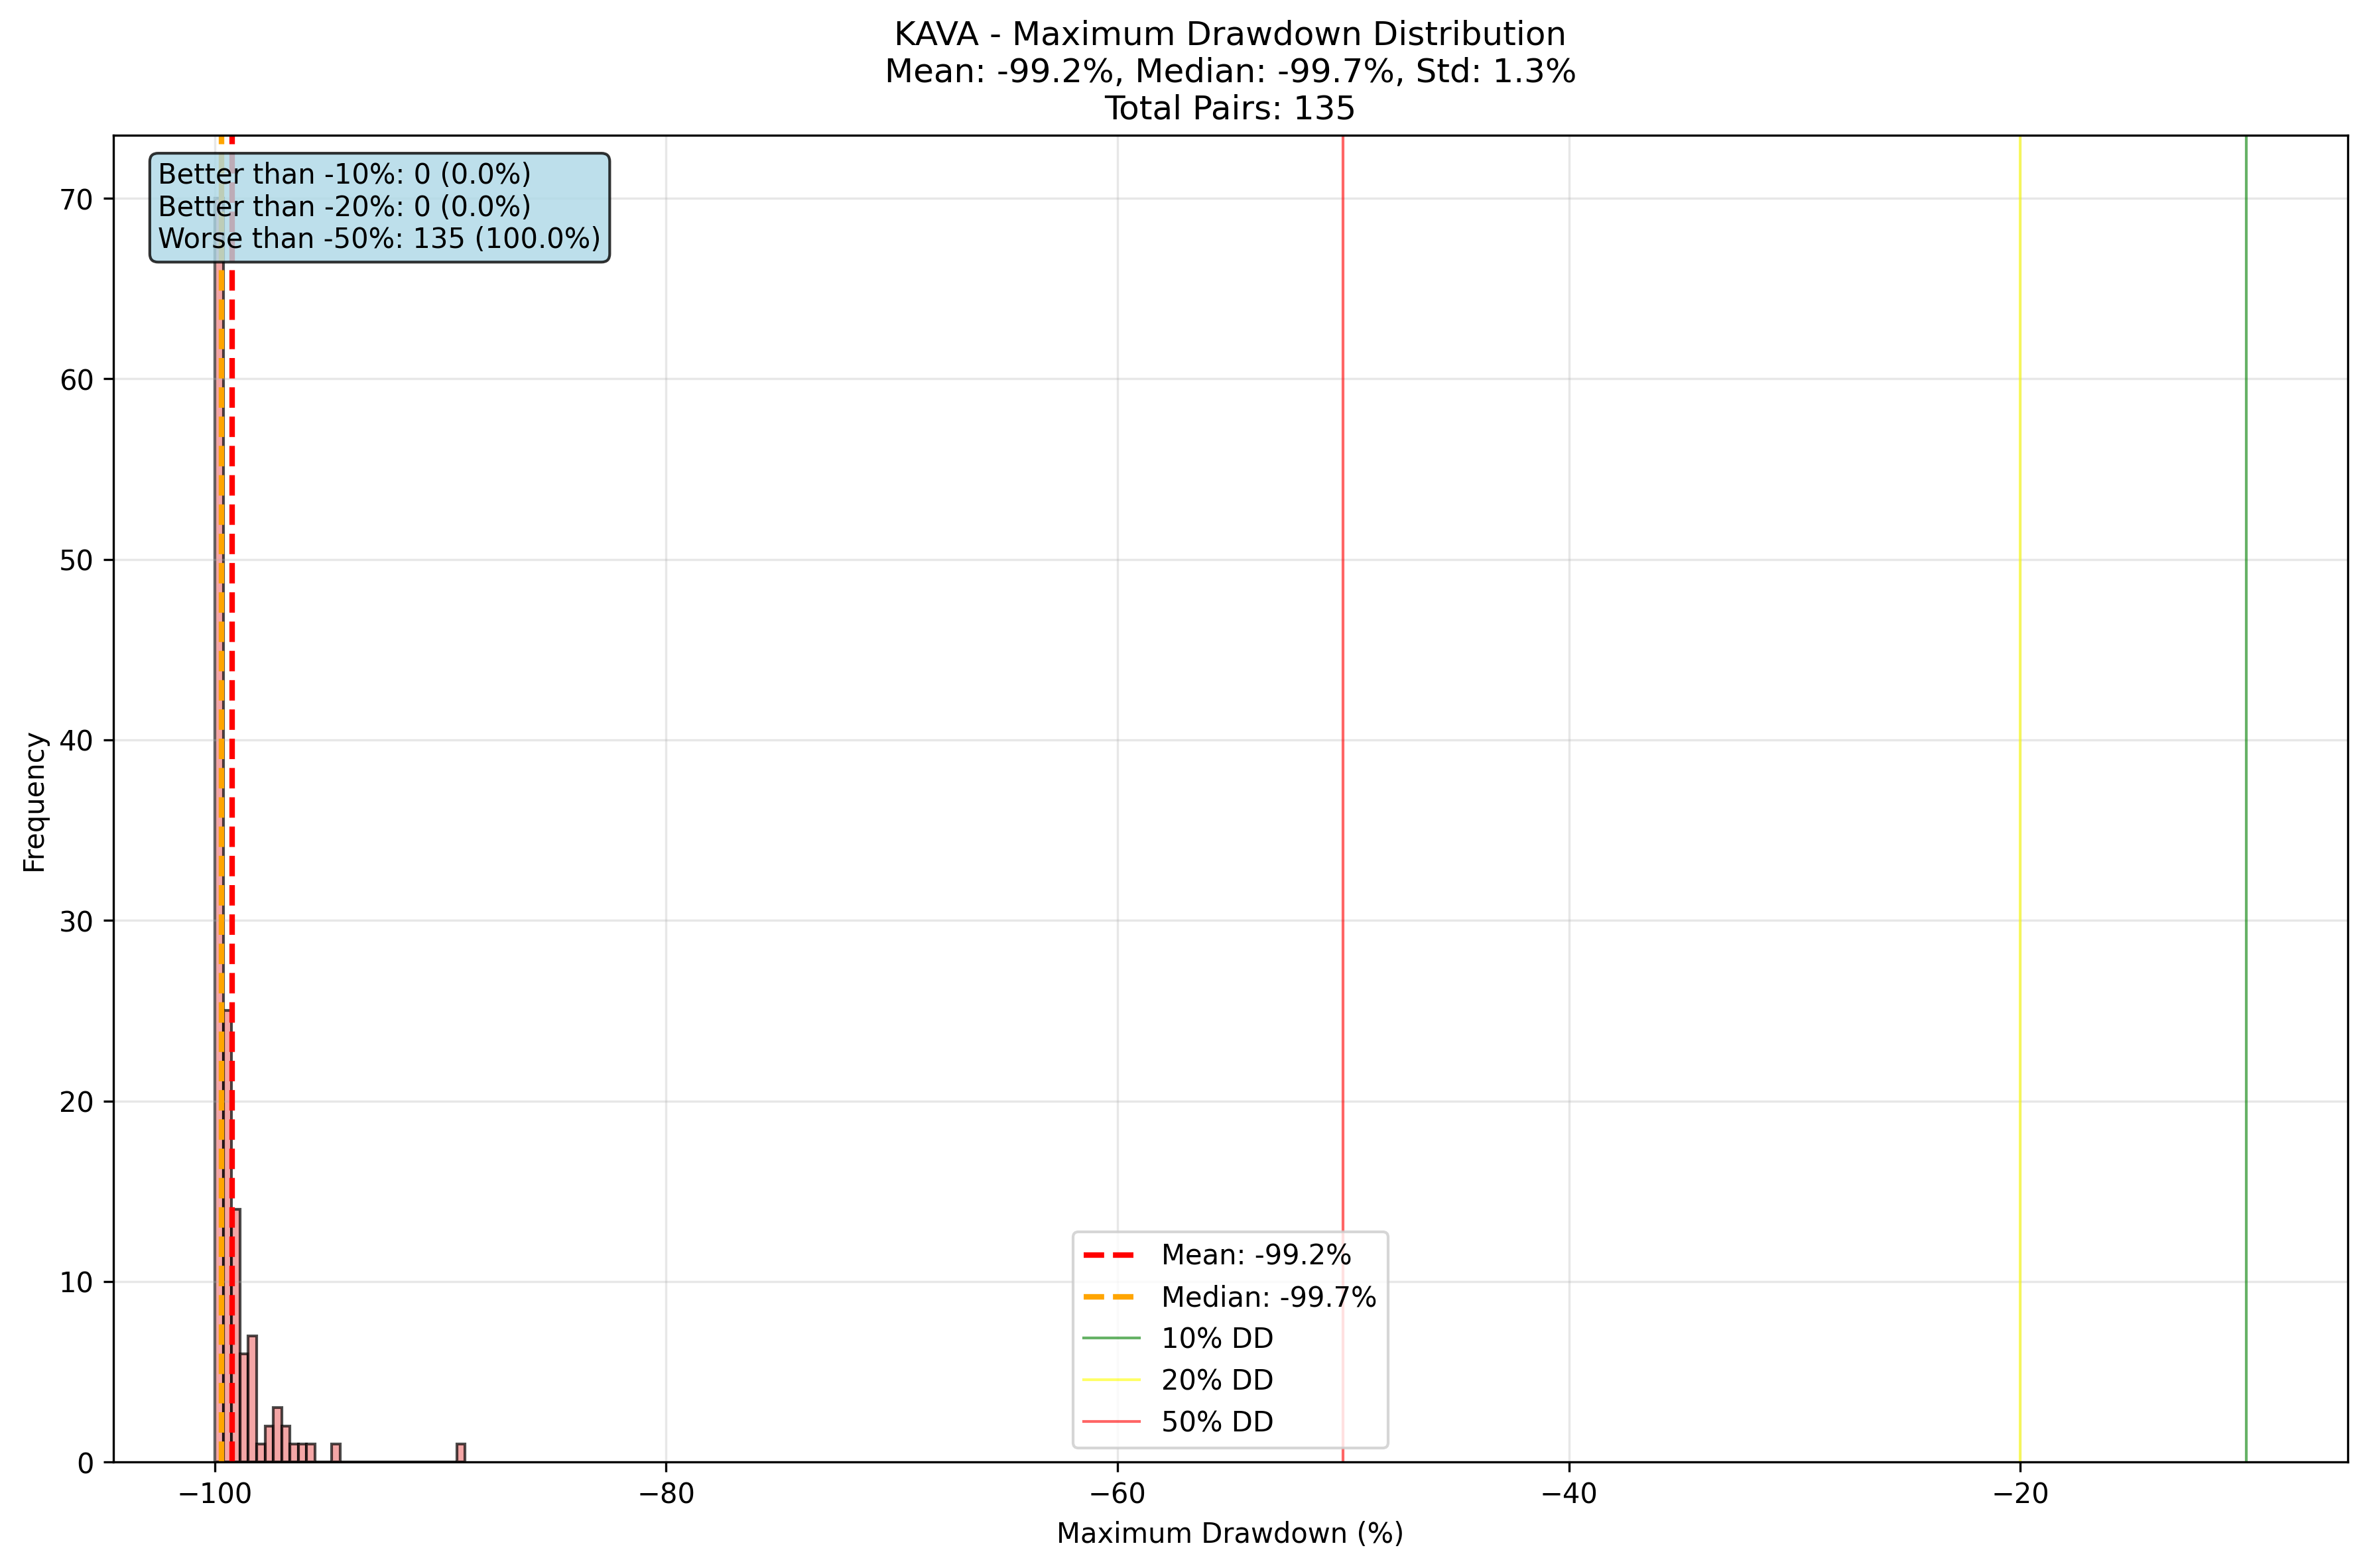 KAVA - Maximum Drawdown Distribution
Mean: -99.2%, Median: -99.7%, Std: 1.3%
Total Pairs: 135
Better than -10%: 0 (0.0%)
Better than -20%: 0 (0.0%)
Worse than -50%: 135 (100.0%)
70
60
50
40
30
20
10
0
Frequency
Mean: -99.2%
Median: -99.7%
10% DD
20% DD
50% DD
−100
−80
−60
−40
−20
Maximum Drawdown (%)